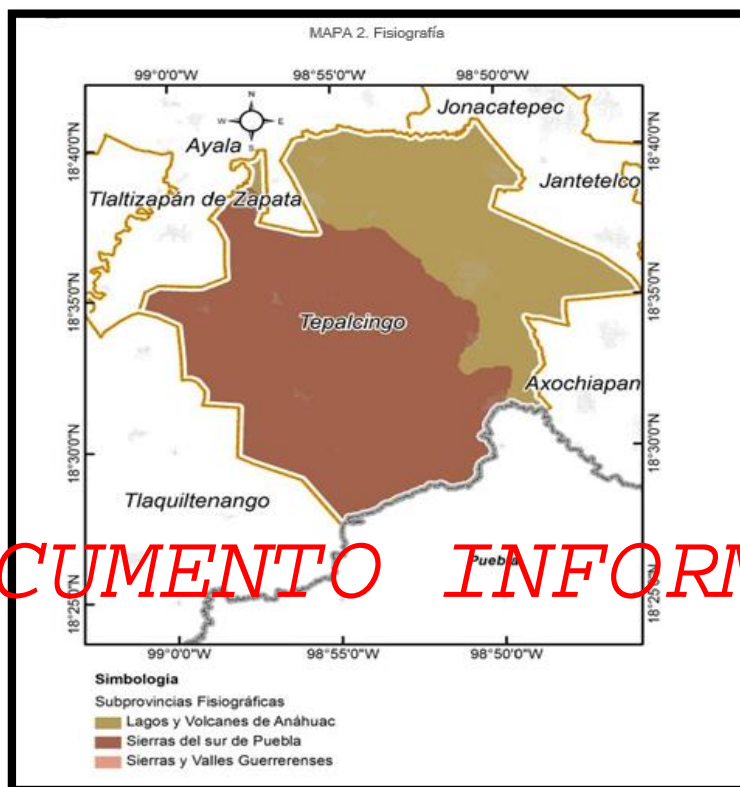 MAPA 2. Fisiografía
99°0'0"W 98°55'0"W 98°50'0"W
N
W E
S
Jonacatepec
Ayala
Jantetelco
Tlaltizapán de Zapata
Tepalcingo
Axochiapan
Tlaquiltenango
Puebla
CUMENTO INFORM
18°40'0"N
18°35'0"N
18°30'0"N
18°25'0"N
18°40'0"N
18°35'0"N
18°30'0"N
18°25'0"N
99°0'0"W 98°55'0"W 98°50'0"W
Simbología
Subprovincias Fisiográficas
Lagos y Volcanes de Anáhuac
Sierras del sur de Puebla
Sierras y Valles Guerrerenses